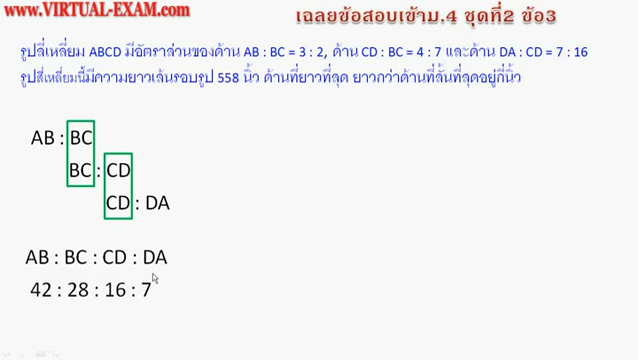 www.VIRTUAL-EXAM.com
เฉลยข้อสอบเข้าม.4 ชุดที่2 ข้อ3
รูปสี่เหลี่ยม ABCD มีอัตราส่วนของด้าน AB : BC = 3 : 2, ด้าน CD : BC = 4 : 7 และด้าน DA : CD = 7 : 16
รูปสี่เหลี่ยมนี้มีความยาวเส้นรอบรูป 558 นิ้ว ด้านที่ยาวที่สุด ยาวกว่าด้านที่สั้นที่สุดอยู่กี่นิ้ว
AB : BC
BC : CD
CD : DA
AB : BC : CD : DA
42 : 28 : 16 : 7